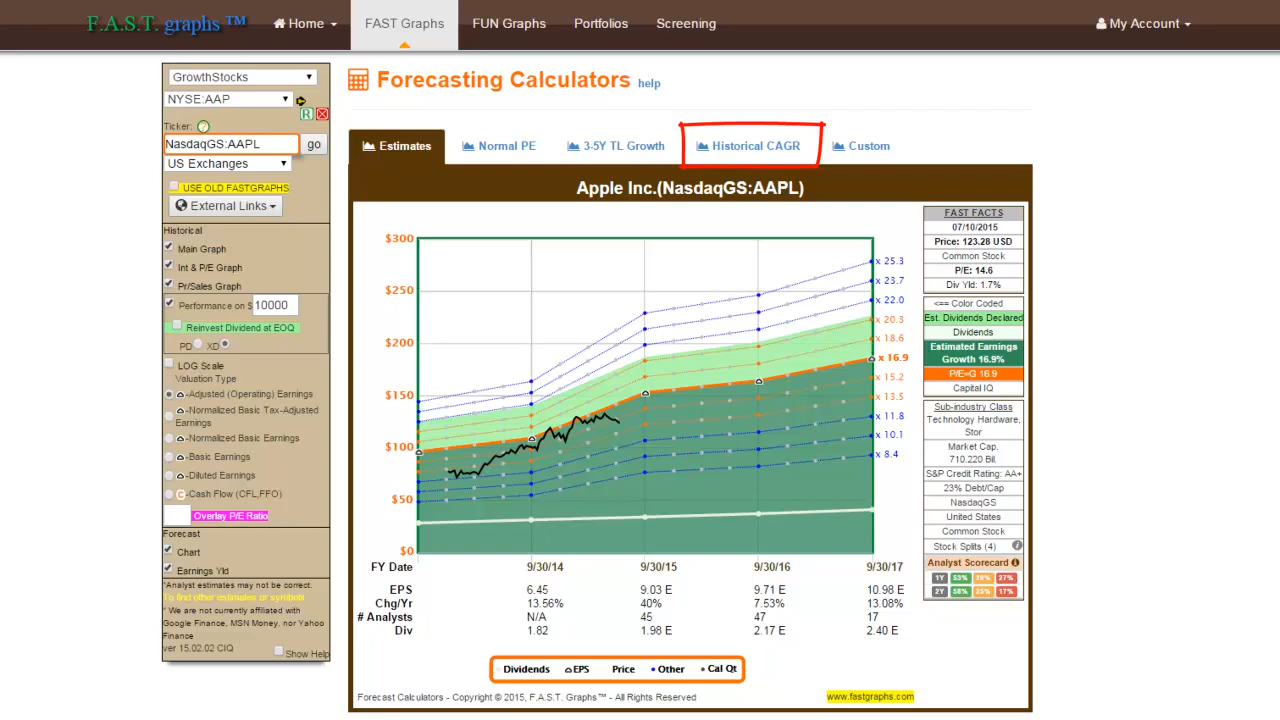 F.A.S.T. graphs ™
Home
FAST Graphs
FUN Graphs
Portfolios
Screening
My Account
GrowthStocks
NYSE:AAP
R
Ticker: ?
NasdaqGS:AAPL
go
US Exchanges
USE OLD FASTGRAPHS
External Links
Historical
Main Graph
Int & P/E Graph
Pr/Sales Graph
Performance on $ 10000
Reinvest Dividend at EOQ
PD XD
LOG Scale
Valuation Type
-Adjusted (Operating) Earnings
-Normalized Basic Tax-Adjusted
Earnings
-Normalized Basic Earnings
-Basic Earnings
-Diluted Earnings
C-Cash Flow (CFL,FFO)
Overlay P/E Ratio
Forecast
Chart
Earnings Yld
*Analyst estimates may not be correct.
To find other estimates or symbols
* We are not currently affiliated with
Google Finance, MSN Money, nor Yahoo
Finance
ver 15.02.02 CIQ
Show Help
Forecasting Calculators help
Estimates
Normal PE
3-5Y TL Growth
Historical CAGR
Custom
Apple Inc.(NasdaqGS:AAPL)
$300
$250
$200
$150
$100
$50
$0
x 25.3
x 23.7
x 22.0
x 20.3
x 18.6
x 16.9
x 15.2
x 13.5
x 11.8
x 10.1
x 8.4
FY Date 9/30/14 9/30/15 9/30/16 9/30/17
EPS 6.45 9.03 E 9.71 E 10.98 E
Chg/Yr 13.56% 40% 7.53% 13.08%
# Analysts N/A 45 47 17
Div 1.82 1.98 E 2.17 E 2.40 E
Dividends EPS Price Other Cal Qt
Forecast Calculators - Copyright © 2015, F.A.S.T. Graphs™ - All Rights Reserved
www.fastgraphs.com
FAST FACTS
07/10/2015
Price: 123.28 USD
Common Stock
P/E: 14.6
Div Yld: 1.7%
<== Color Coded
Est. Dividends Declared
Dividends
Estimated Earnings
Growth 16.9%
P/E=G 16.9
Capital IQ
Sub-industry Class
Technology Hardware,
Stor
Market Cap.
710.220 Bil.
S&P Credit Rating: AA+
23% Debt/Cap
NasdaqGS
United States
Common Stock
Stock Splits (4)
Analyst Scorecard
1Y 53% 27%
2Y 58% 25% 17%